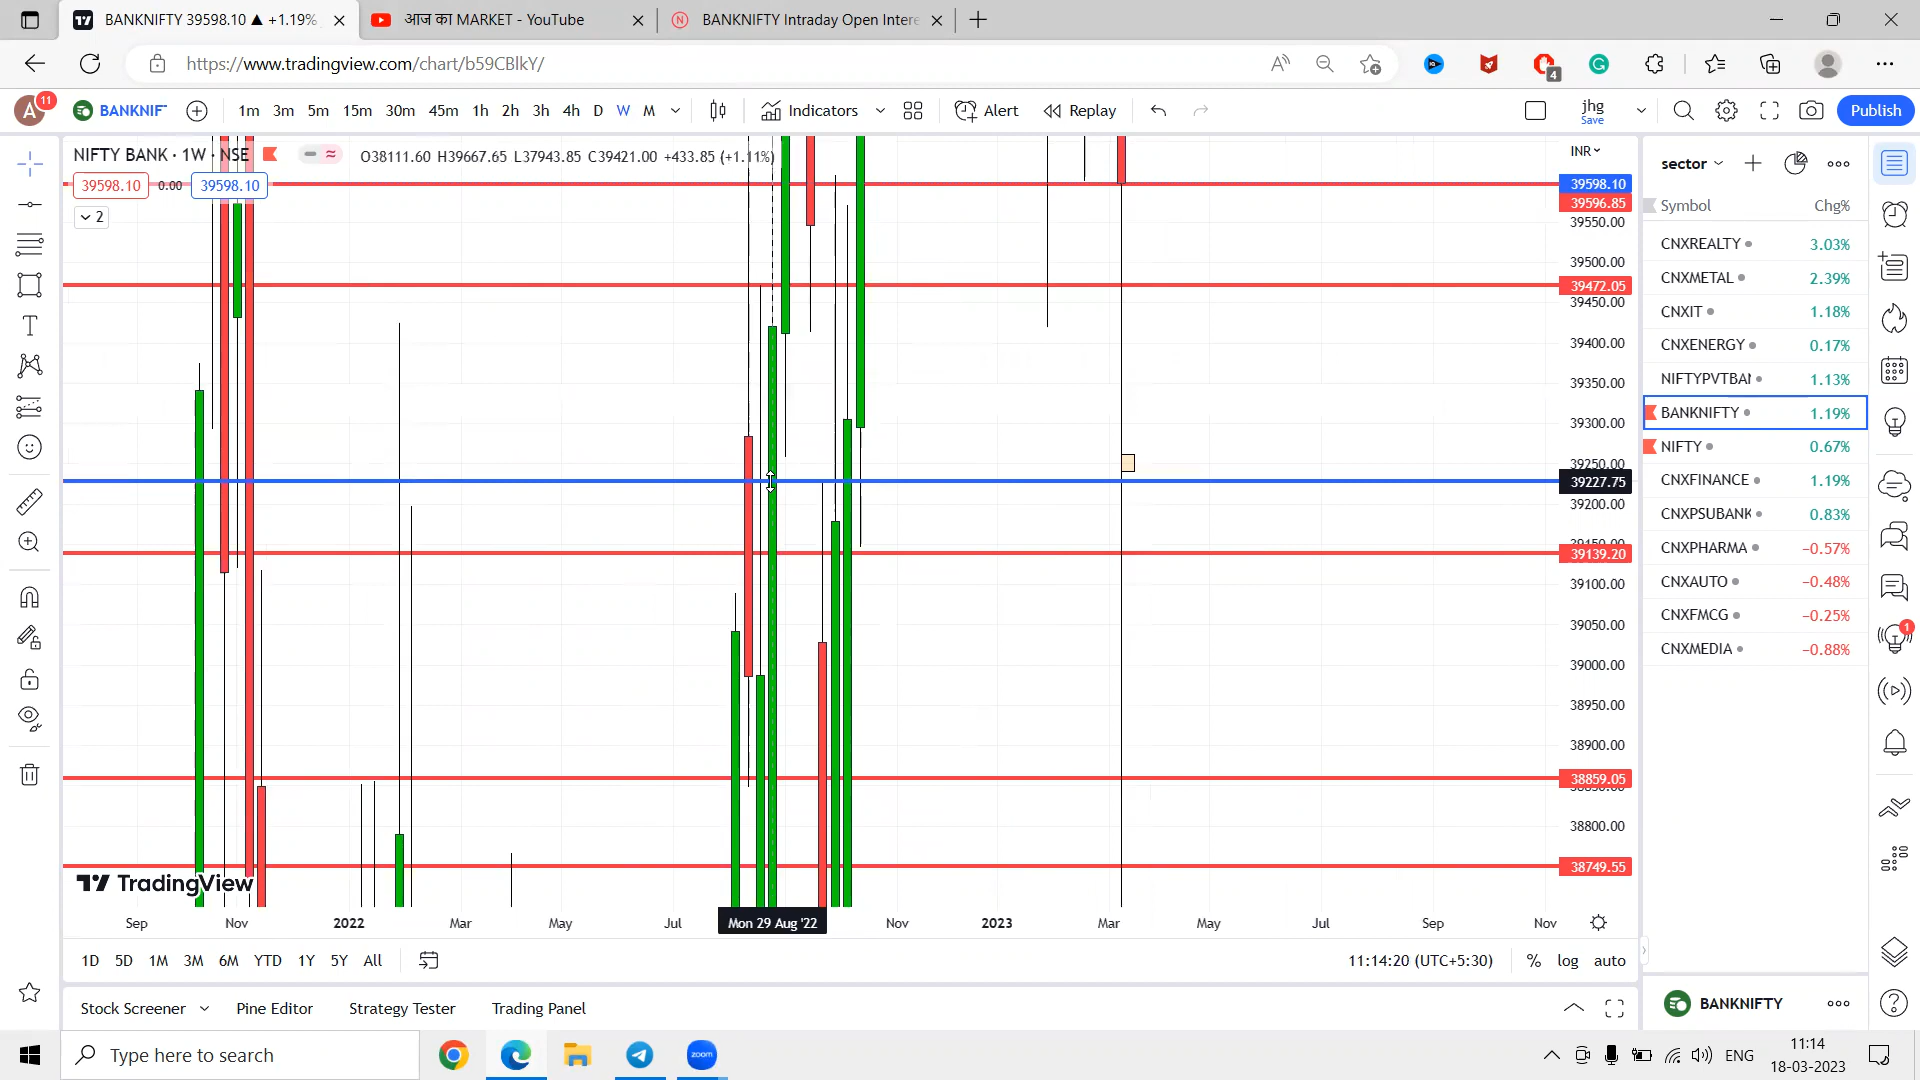 BANKNIFTY 39598.10 ▲ +1.19%
आज का MARKET - YouTube
BANKNIFTY Intraday Open Intere
https://www.tradingview.com/chart/b59CBlkY/
4
A 11 BANKNIF 1m 3m 5m 15m 30m 45m 1h 2h 3h 4h D W M Indicators Alert Replay jhg Save Publish
NIFTY BANK · 1W · NSE O38111.60 H39667.65 L37943.85 C39421.00 +433.85 (+1.11%)
39598.10 0.00 39598.10
2
INR
39598.10
39596.85
39550.00
39500.00
39472.05
39450.00
39400.00
39350.00
39300.00
39250.00
39227.75
39200.00
39150.00
39139.20
39100.00
39050.00
39000.00
38950.00
38900.00
38859.05
38850.00
38800.00
38749.55
sector
Symbol Chg%
CNXREALTY 3.03%
CNXMETAL 2.39%
CNXIT 1.18%
CNXENERGY 0.17%
NIFTYPVTBAN 1.13%
BANKNIFTY 1.19%
NIFTY 0.67%
CNXFINANCE 1.19%
CNXPSUBANK 0.83%
CNXPHARMA −0.57%
CNXAUTO −0.48%
CNXFMCG −0.25%
CNXMEDIA −0.88%
1
TradingView
Sep Nov 2022 Mar May Jul Mon 29 Aug '22 Nov 2023 Mar May Jul Sep Nov
1D 5D 1M 3M 6M YTD 1Y 5Y All 11:14:20 (UTC+5:30) % log auto
Stock Screener Pine Editor Strategy Tester Trading Panel
BANKNIFTY
Type here to search
zoom
ENG
11:14
18-03-2023